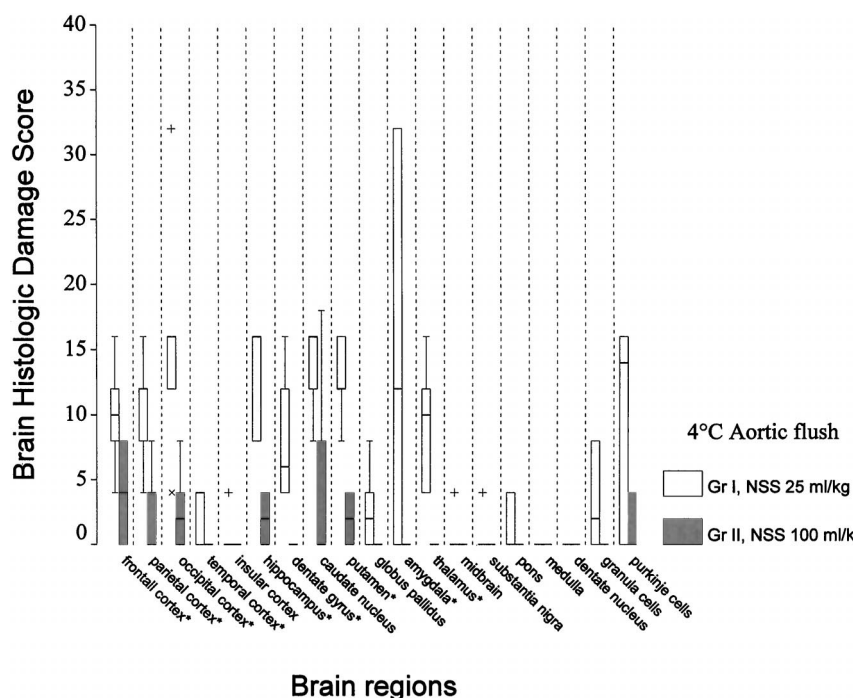 40
35
30
25
20
15
10
5
0
Brain Histologic Damage Score
frontall cortex*
parietal cortex*
occipital cortex*
temporal cortex*
insular cortex
hippocampus*
dentate gyrus*
caudate nucleus
putamen*
globus pallidus
amygdala*
thalamus*
midbrain
substantia nigra
pons
medulla
dentate nucleus
granula cells
purkinje cells
Brain regions
4°C Aortic flush
Gr I, NSS 25 ml/kg
Gr II, NSS 100 ml/k